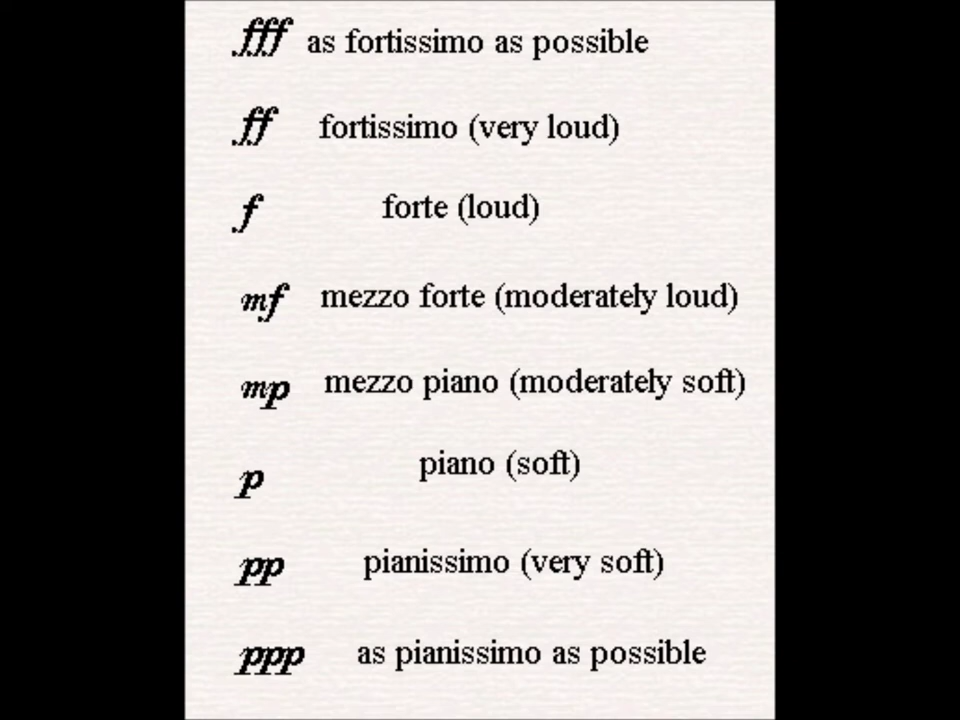 fff as fortissimo as possible
ff fortissimo (very loud)
f forte (loud)
mf mezzo forte (moderately loud)
mp mezzo piano (moderately soft)
p piano (soft)
pp pianissimo (very soft)
ppp as pianissimo as possible